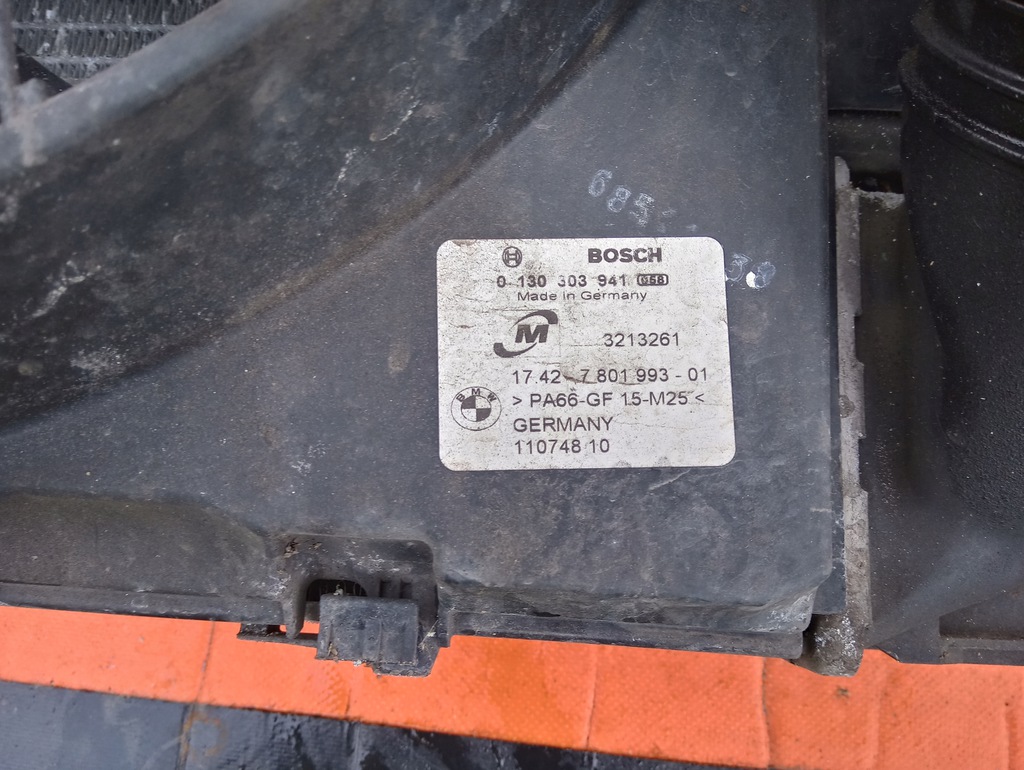 BOSCH
0 130 303 941
Made in Germany
M 3213261
17.42 - 7 801 993 - 01
BMW > PA66-GF 15-M25 <
GERMANY
110748 10